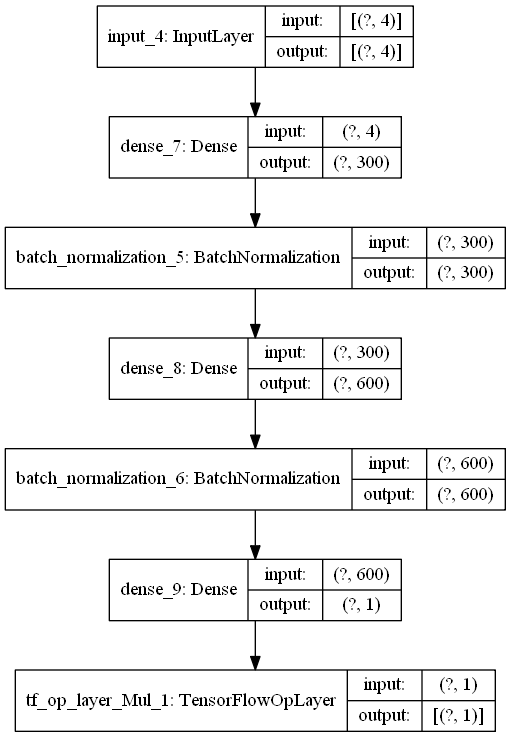 input_4: InputLayer
input: [(?, 4)]
output: [(?, 4)]
dense_7: Dense
input: (?, 4)
output: (?, 300)
batch_normalization_5: BatchNormalization
input: (?, 300)
output: (?, 300)
dense_8: Dense
input: (?, 300)
output: (?, 600)
batch_normalization_6: BatchNormalization
input: (?, 600)
output: (?, 600)
dense_9: Dense
input: (?, 600)
output: (?, 1)
tf_op_layer_Mul_1: TensorFlowOpLayer
input: (?, 1)
output: [(?, 1)]